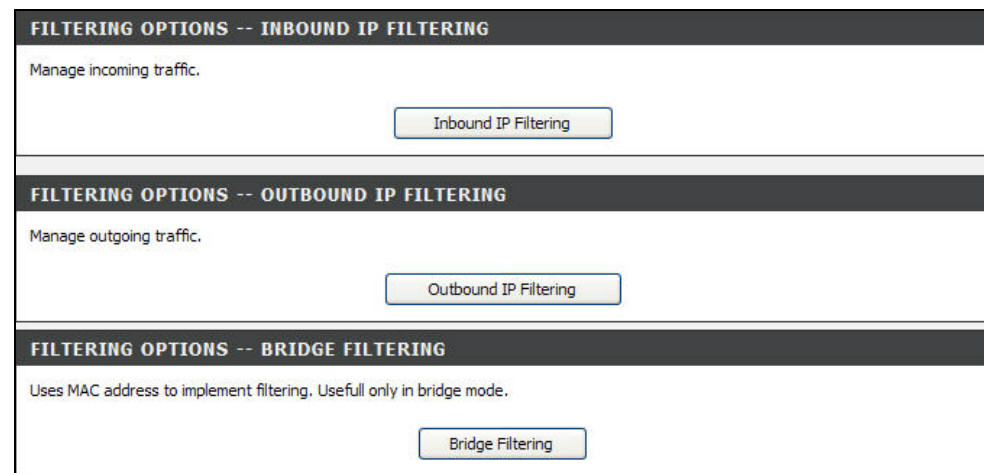 FILTERING OPTIONS -- INBOUND IP FILTERING
Manage incoming traffic.
Inbound IP Filtering
FILTERING OPTIONS -- OUTBOUND IP FILTERING
Manage outgoing traffic.
Outbound IP Filtering
FILTERING OPTIONS -- BRIDGE FILTERING
Uses MAC address to implement filtering. Usefull only in bridge mode.
Bridge Filtering